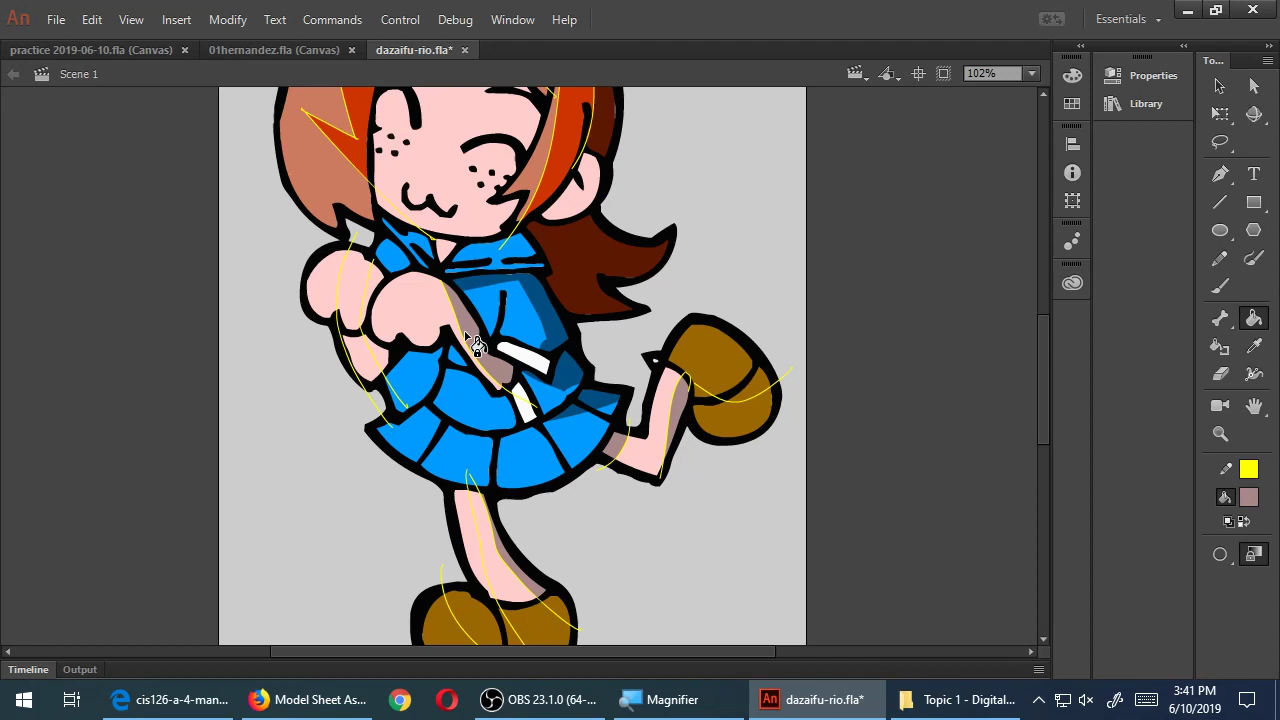 An File Edit View Insert Modify Text Commands Control Debug Window Help Essentials
practice 2019-06-10.fla (Canvas) × 01hernandez.fla (Canvas) × dazaifu-rio.fla* ×
Scene 1 102%
To...
Properties
Library
Timeline Output
cis126-a-4-man... Model Sheet As... OBS 23.1.0 (64-... Magnifier An dazaifu-rio.fla* Topic 1 - Digital... 3:41 PM
6/10/2019